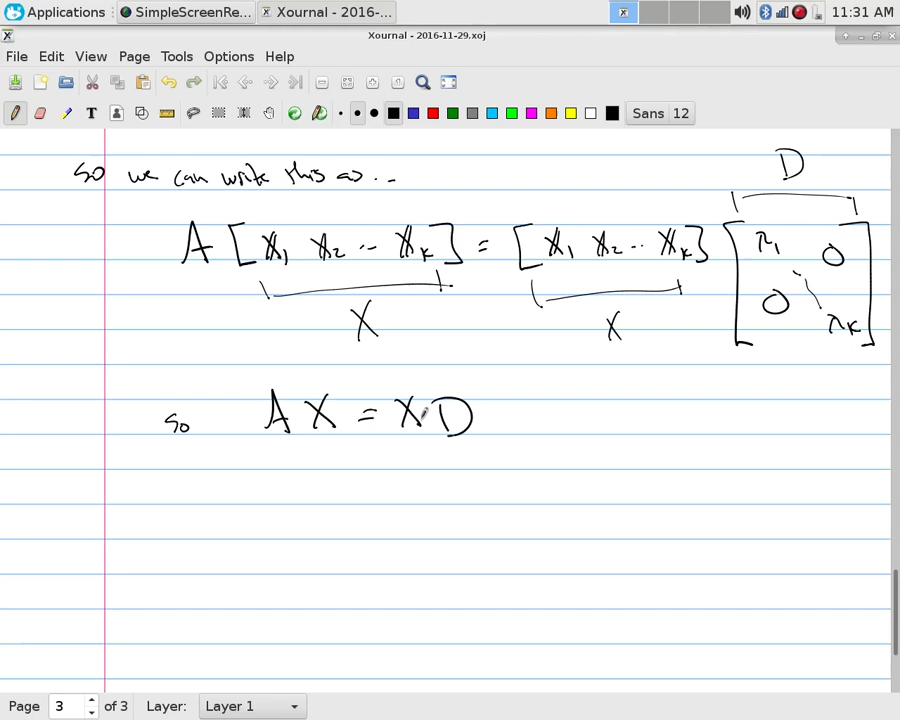 Applications SimpleScreenRe... Xournal - 2016-... 11:31 AM
Xournal - 2016-11-29.xoj
File Edit View Page Tools Options Help
Sans 12
so we can write this as...
D
A [ X₁ X₂ ... Xₖ ] = [ X₁ X₂ ... Xₖ ] [ λ₁ 0
0 λₖ ]
X X
so A X = X D
Page 3 of 3 Layer: Layer 1